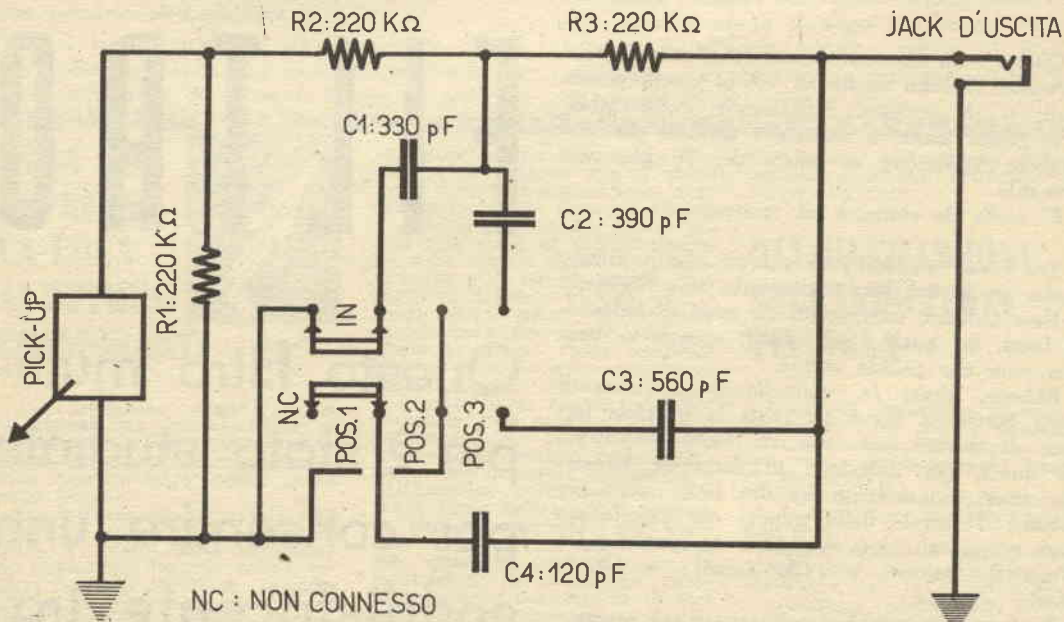 R2:220 KΩ
R3:220 KΩ
JACK D'USCITA
C1:330 pF
C2:390 pF
R1:220 KΩ
PICK-UP
IN
NC
POS.1
POS.2
POS.3
C3:560 pF
C4:120 pF
NC : NON CONNESSO